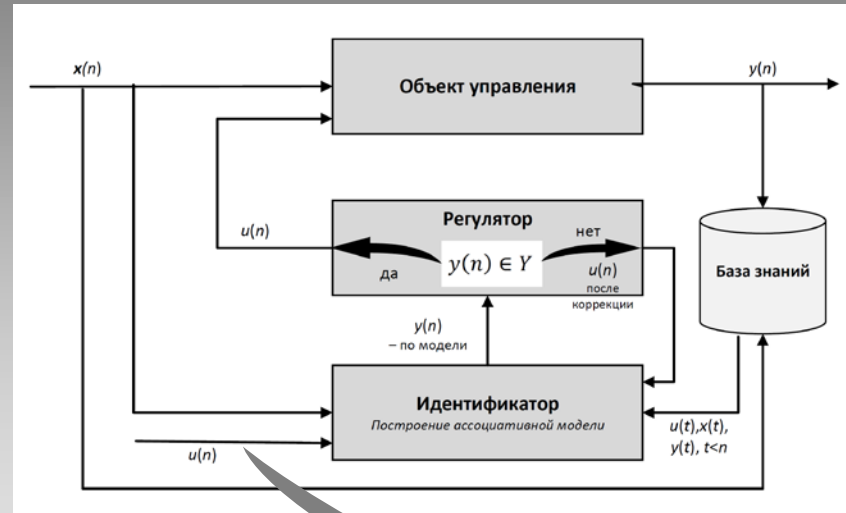 x(n)
Объект управления
y(n)
u(n)
Регулятор
да
y(n) ∈ Y
нет
u(n)
после
коррекции
База знаний
y(n)
– по модели
Идентификатор
Построение ассоциативной модели
u(n)
u(t),x(t),
y(t), t<n